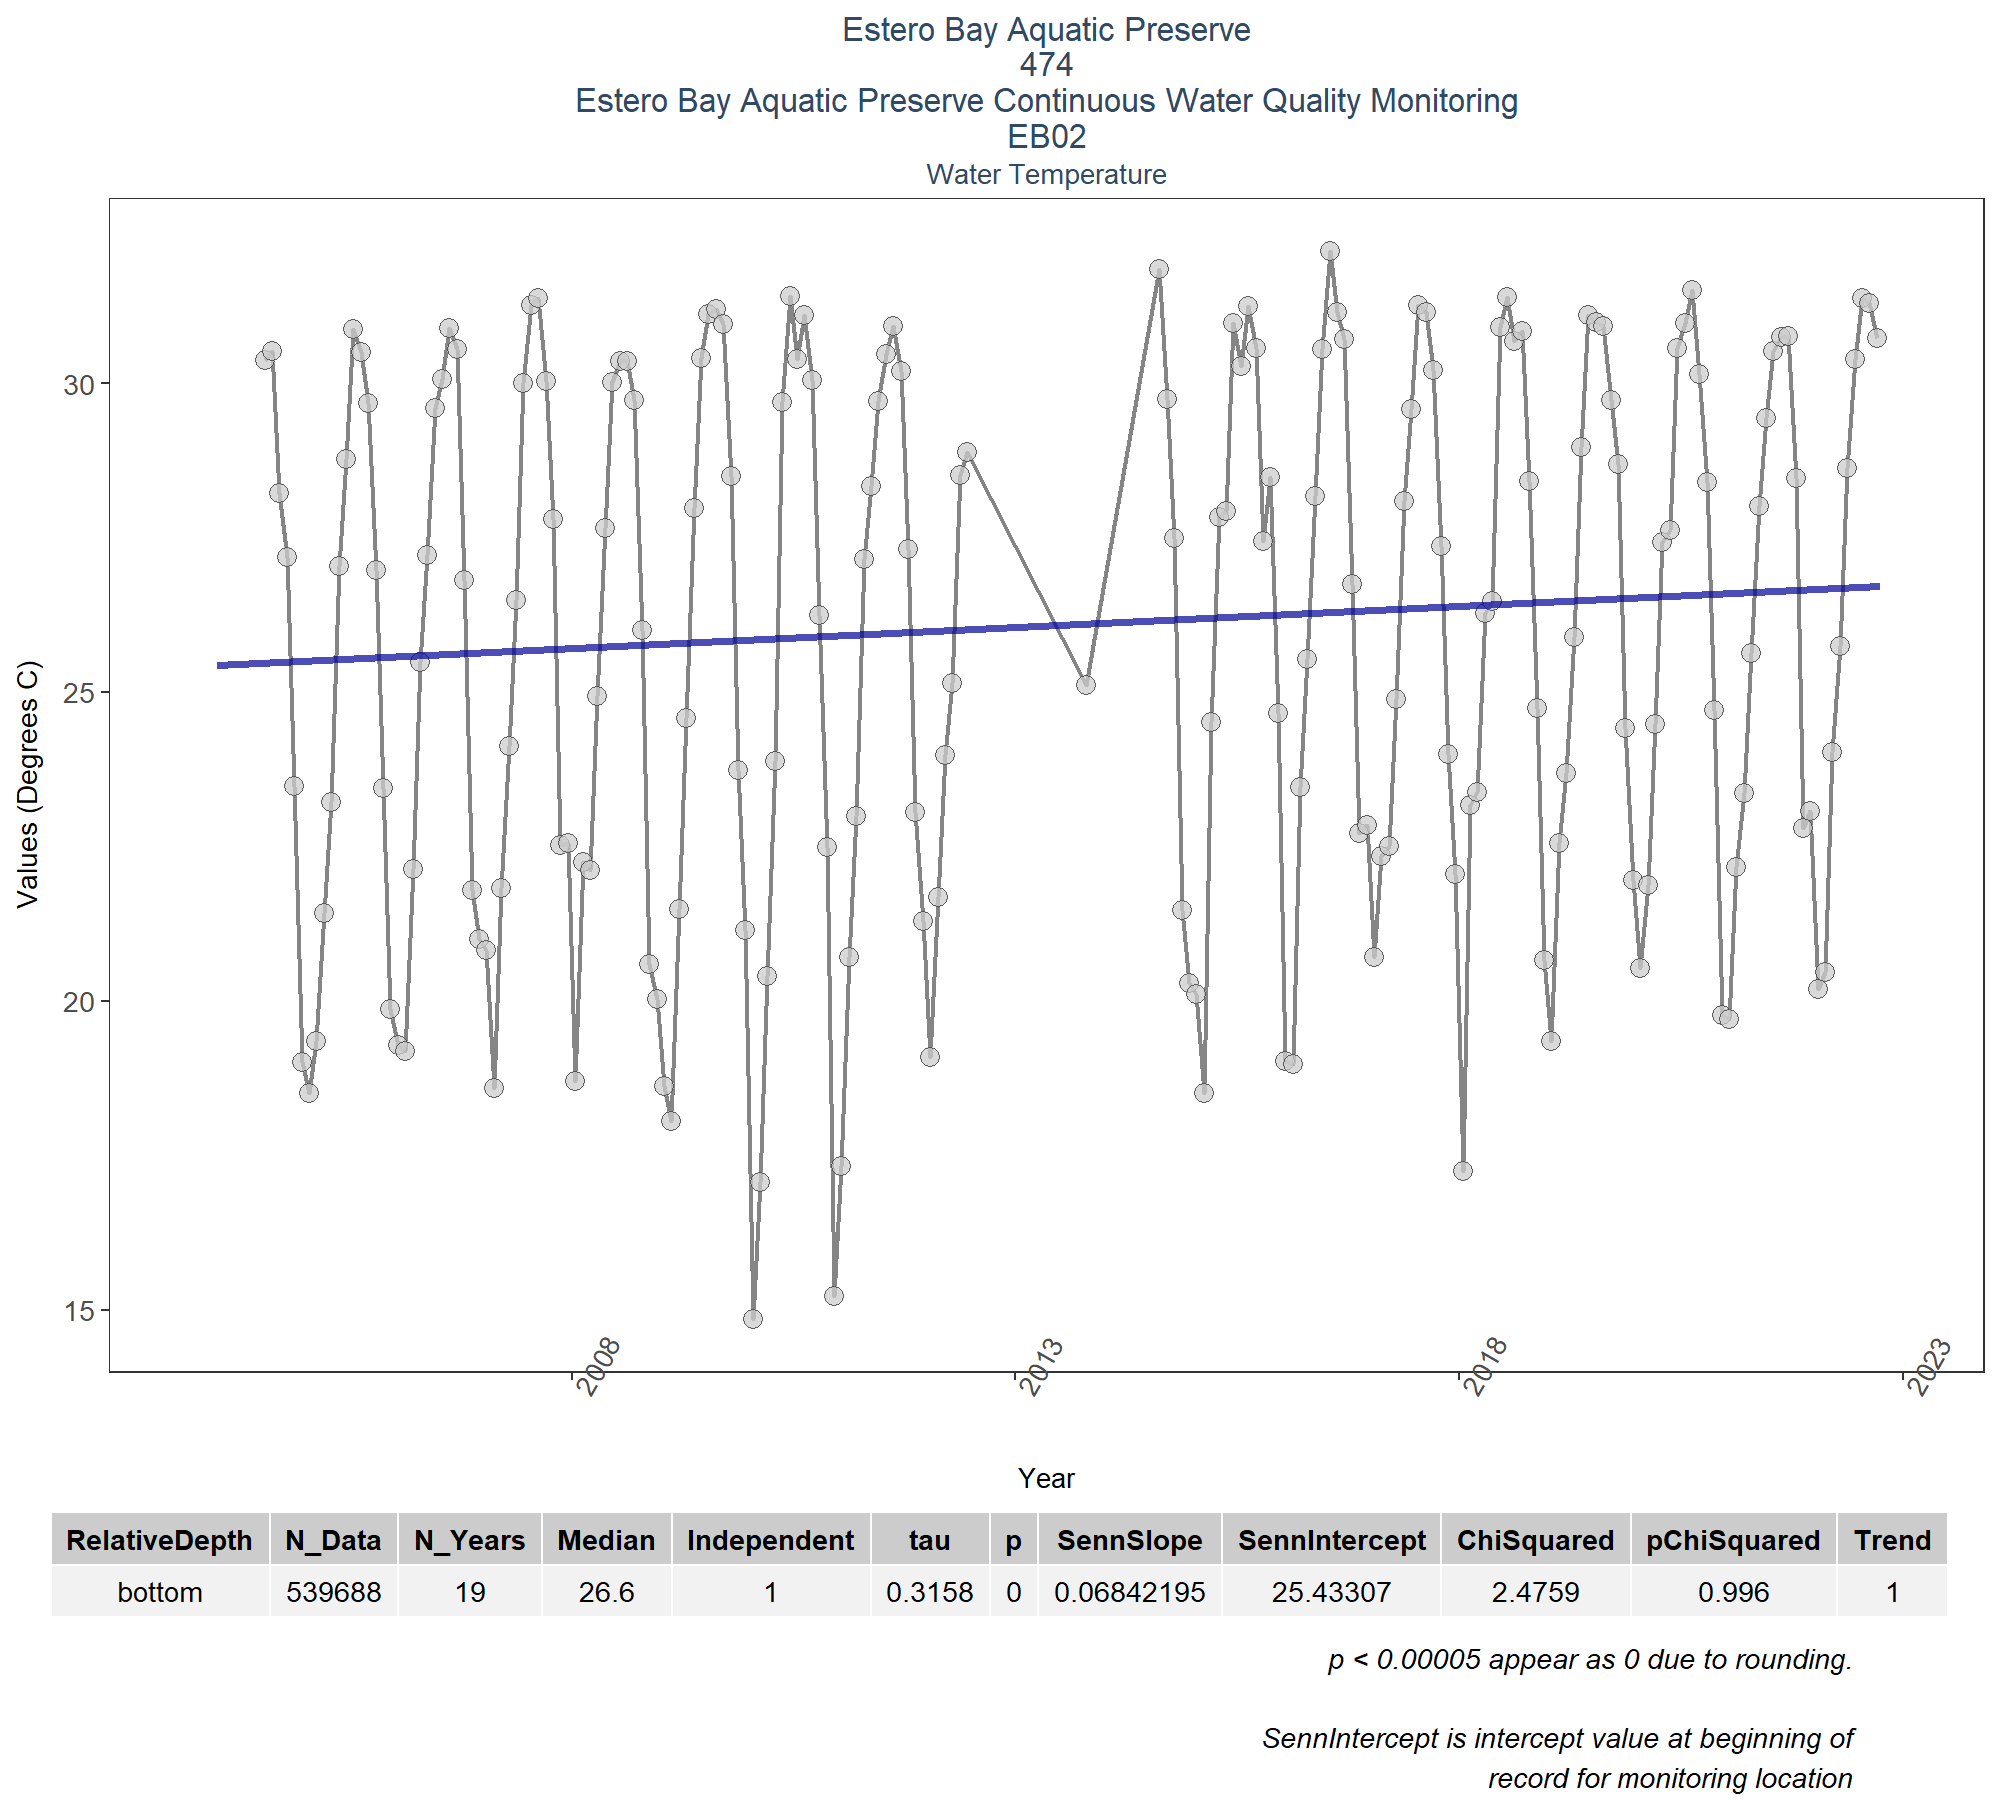 Estero Bay Aquatic Preserve
474
Estero Bay Aquatic Preserve Continuous Water Quality Monitoring
EB02
Water Temperature
Values (Degrees C)
30
25
20
15
2008
2013
2018
2023
Year
RelativeDepth N_Data N_Years Median Independent tau p SennSlope SennIntercept ChiSquared pChiSquared Trend
bottom 539688 19 26.6 1 0.3158 0 0.06842195 25.43307 2.4759 0.996 1
p < 0.00005 appear as 0 due to rounding.
SennIntercept is intercept value at beginning of
record for monitoring location